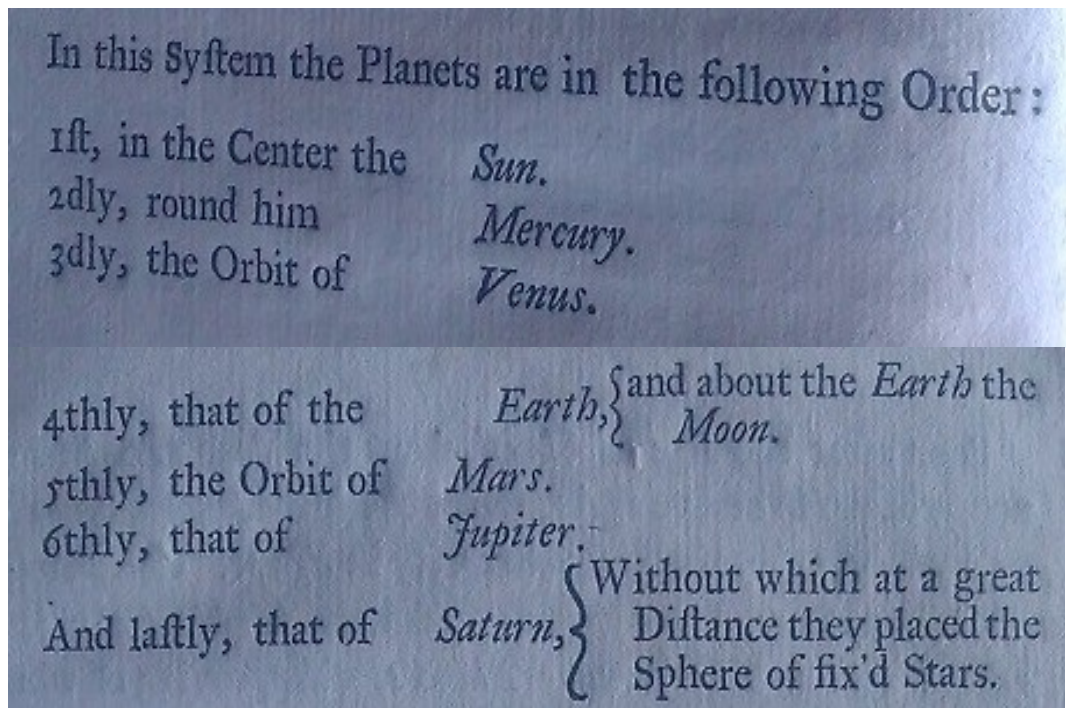 In this Syſtem the Planets are in the following Order:
1ſt, in the Center the Sun.
2dly, round him Mercury.
3dly, the Orbit of Venus.
4thly, that of the Earth, {and about the Earth the
Moon.
5thly, the Orbit of Mars.
6thly, that of Jupiter.
{Without which at a great
And laſtly, that of Saturn, Diſtance they placed the
Sphere of fix'd Stars.